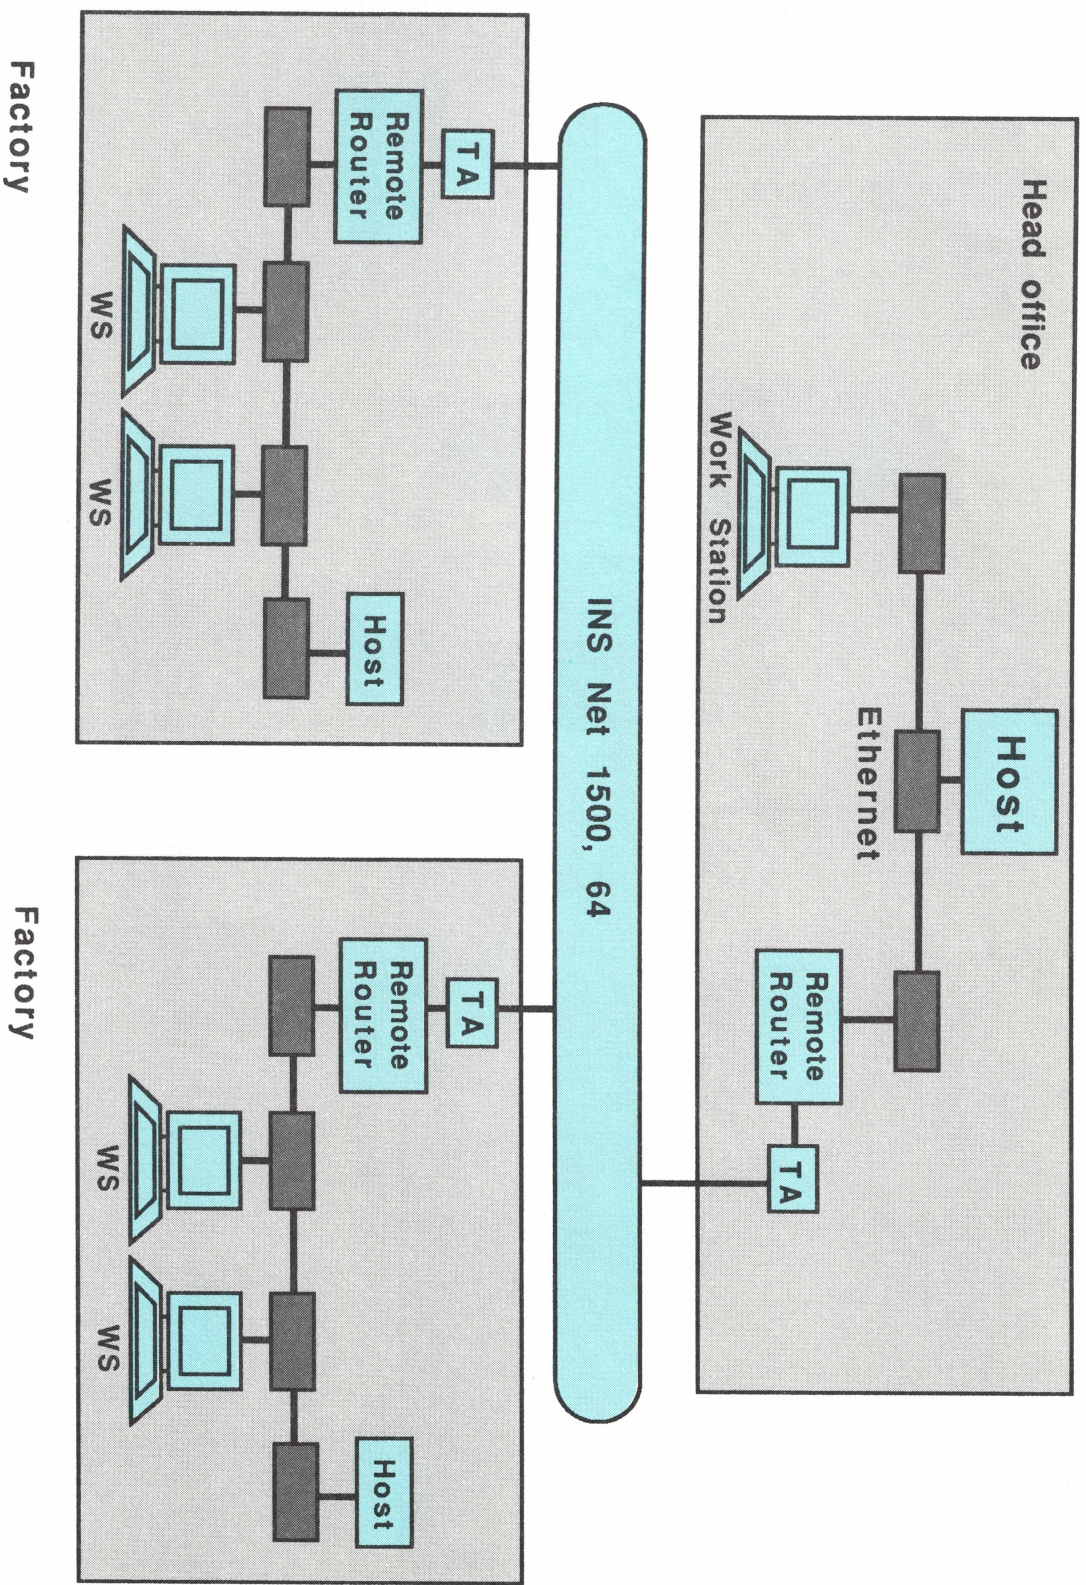 Head office
Host
Ethernet
Work Station
Remote
Router
TA
INS Net 1500, 64
TA
Remote
Router
WS
WS
Host
Factory
TA
Remote
Router
WS
WS
Host
Factory